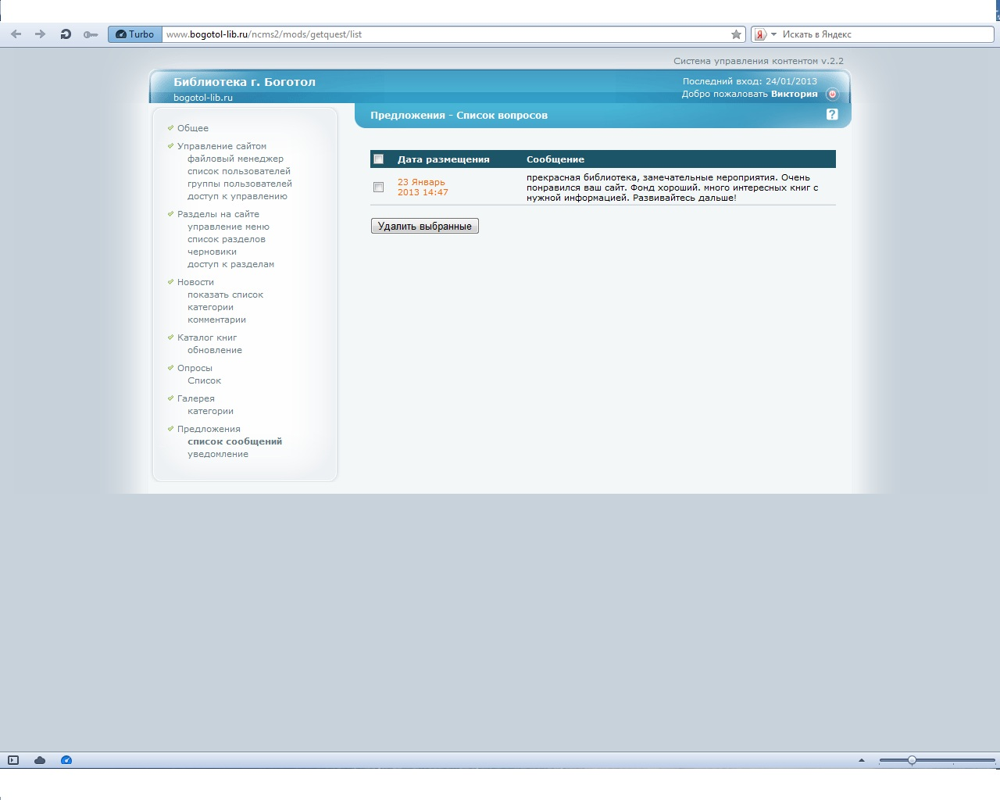 Turbo
www.bogotol-lib.ru/ncms2/mods/getquest/list
Искать в Яндекс
Система управления контентом v.2.2
Библиотека г. Боготол
bogotol-lib.ru
Последний вход: 24/01/2013
Добро пожаловать Виктория
Общее
Управление сайтом
файловый менеджер
список пользователей
группы пользователей
доступ к управлению
Разделы на сайте
управление меню
список разделов
черновики
доступ к разделам
Новости
показать список
категории
комментарии
Каталог книг
обновление
Опросы
Список
Галерея
категории
Предложения
список сообщений
уведомление
Предложения - Список вопросов
?
Дата размещения Сообщение
23 Январь
2013 14:47
прекрасная библиотека, замечательные мероприятия. Очень
понравился ваш сайт. Фонд хороший. много интересных книг с
нужной информацией. Развивайтесь дальше!
Удалить выбранные